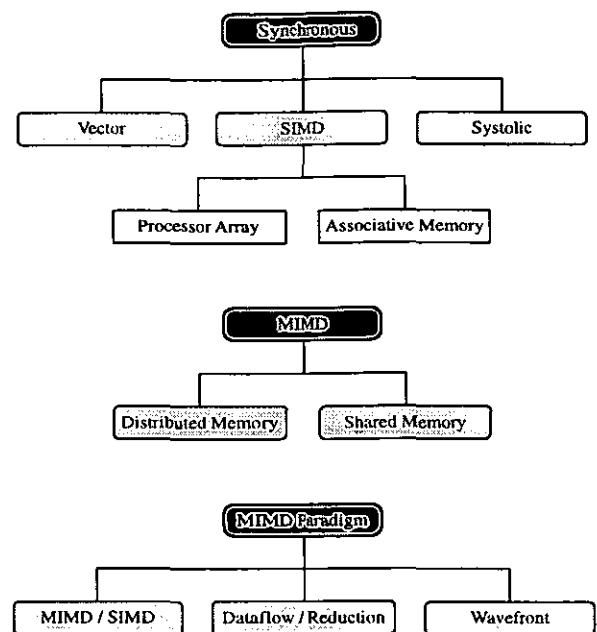 Synchronous
Vector
SIMD
Systolic
Processor Array
Associative Memory
MIMD
Distributed Memory
Shared Memory
MIMD Paradigm
MIMD / SIMD
Dataflow / Reduction
Wavefront